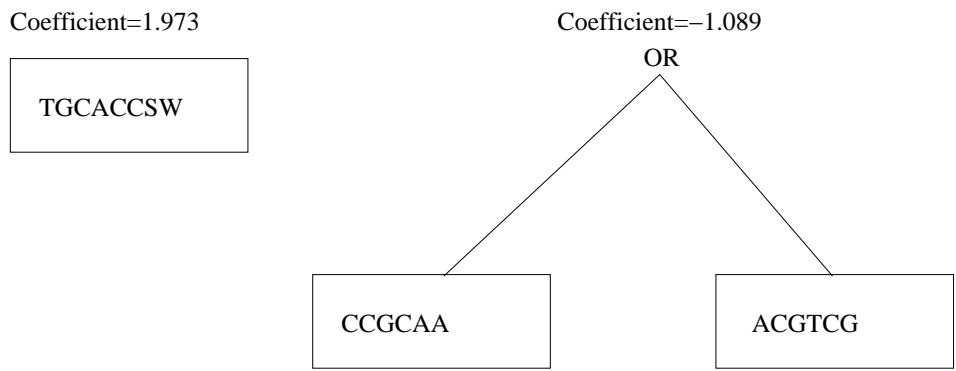 Coefficient=1.973
Coefficient=−1.089
OR
TGCACCSW
CCGCAA
ACGTCG